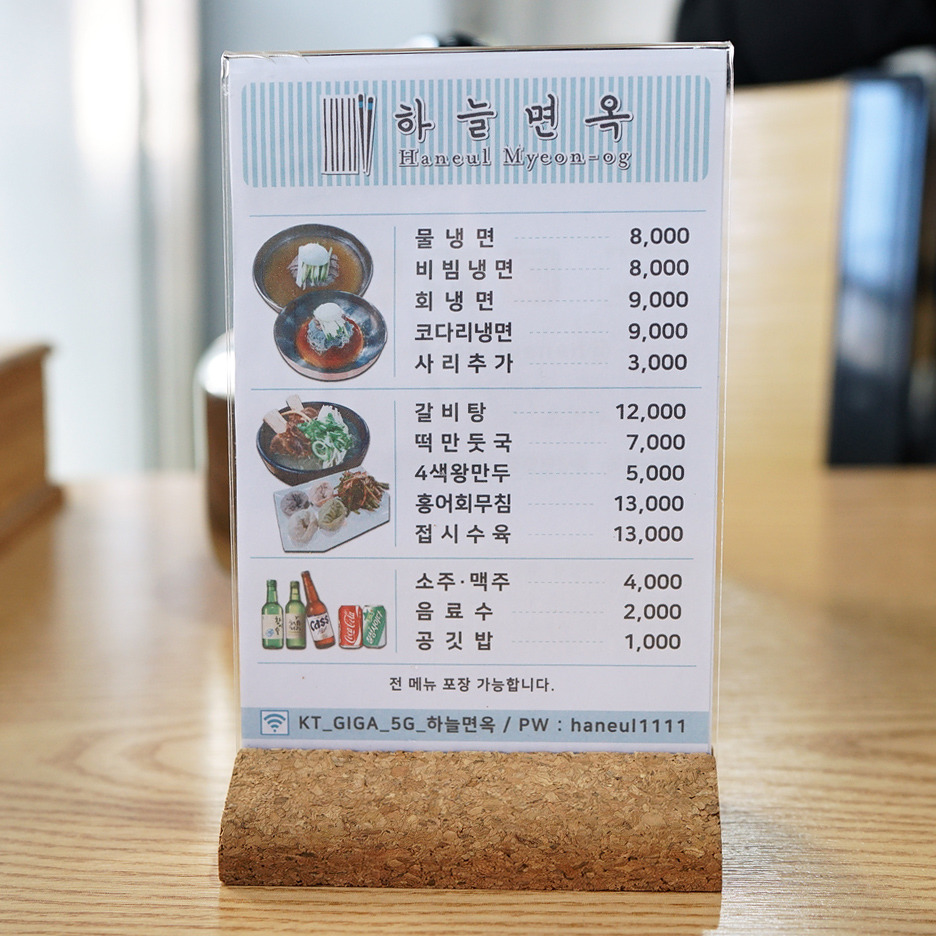 하늘면옥
Haneul Myeon-og
물냉면 8,000
비빔냉면 8,000
회냉면 9,000
코다리냉면 9,000
사리추가 3,000
갈비탕 12,000
떡만둣국 7,000
4색왕만두 5,000
홍어회무침 13,000
접시수육 13,000
소주·맥주 4,000
음료수 2,000
공깃밥 1,000
Cass
Coca-Cola
전 메뉴 포장 가능합니다.
KT_GIGA_5G_하늘면옥 / PW : haneul1111